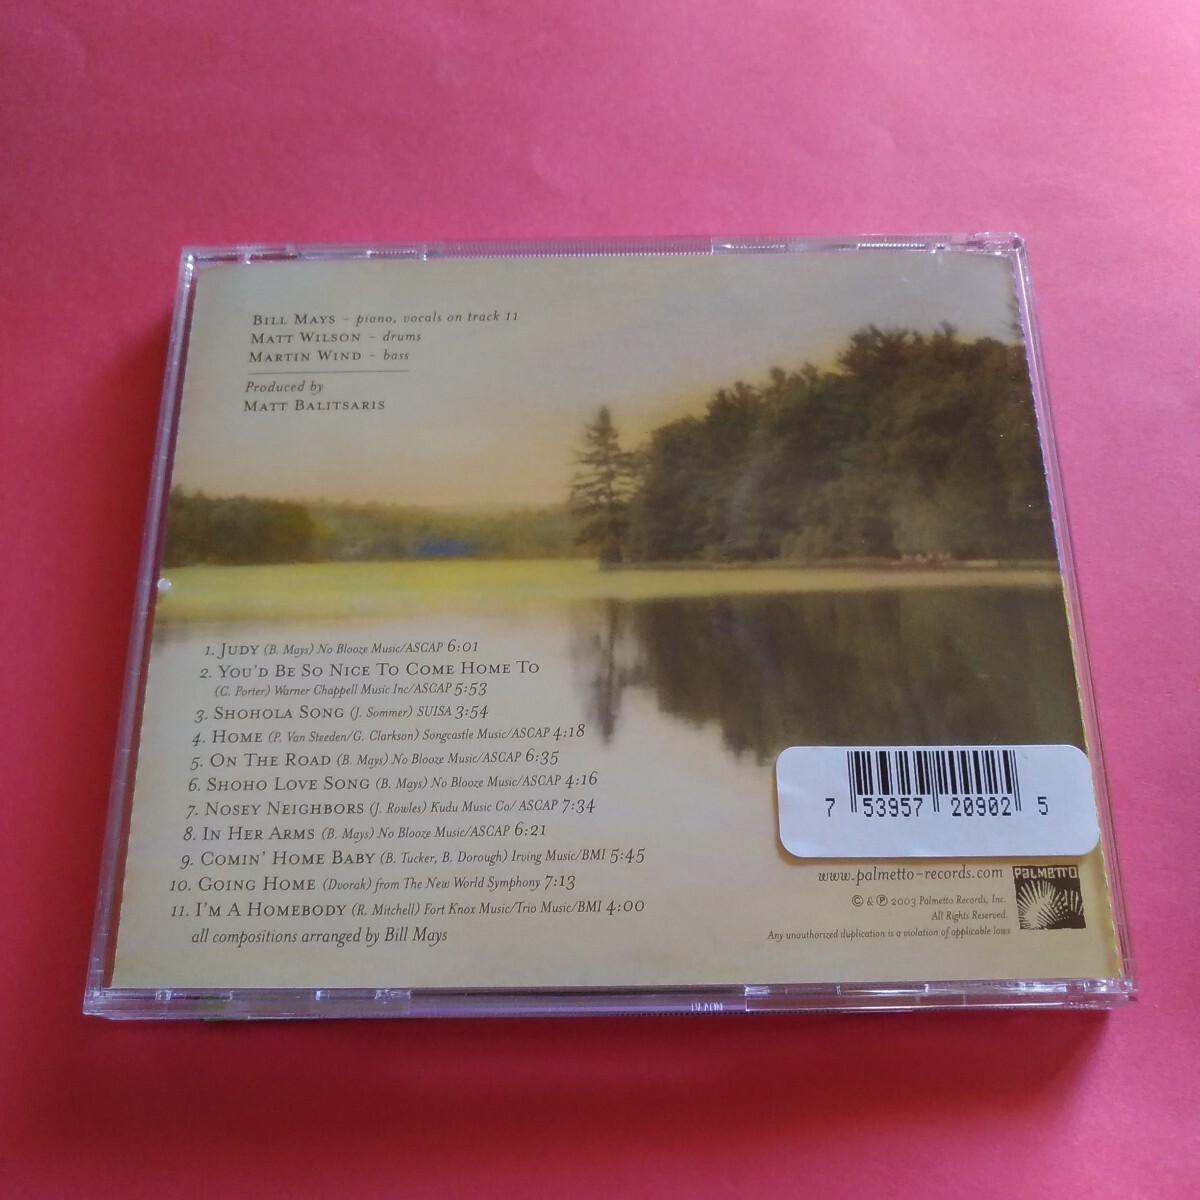 BILL MAYS – piano, vocals on track 11
MATT WILSON – drums
MARTIN WIND – bass
Produced by
MATT BALITSARIS
1. JUDY (B. Mays) No Blooze Music/ASCAP 6:01
2. YOU'D BE SO NICE TO COME HOME TO
(C. Porter) Warner Chappell Music Inc/ASCAP 5:53
3. SHOHOLA SONG (J. Sommer) SUISA 3:54
4. HOME (P. Van Steeden/G. Clarkson) Songcastle Music/ASCAP 4:18
5. ON THE ROAD (B. Mays) No Blooze Music/ASCAP 6:35
6. SHOHO LOVE SONG (B. Mays) No Blooze Music/ASCAP 4:16
7. NOSEY NEIGHBORS (J. Rowles) Kudu Music Co/ ASCAP 7:34
8. IN HER ARMS (B. Mays) No Blooze Music/ASCAP 6:21
9. COMIN' HOME BABY (B. Tucker, B. Dorough) Irving Music/BMI 5:45
10. GOING HOME (Dvorak) from The New World Symphony 7:13
11. I'M A HOMEBODY (R. Mitchell) Fort Knox Music/Trio Music/BMI 4:00
all compositions arranged by Bill Mays
7 53957 20902 5
www.palmetto-records.com
PALMETTO
© & ℗ 2003 Palmetto Records, Inc.
All Rights Reserved.
Any unauthorized duplication is a violation of applicable laws